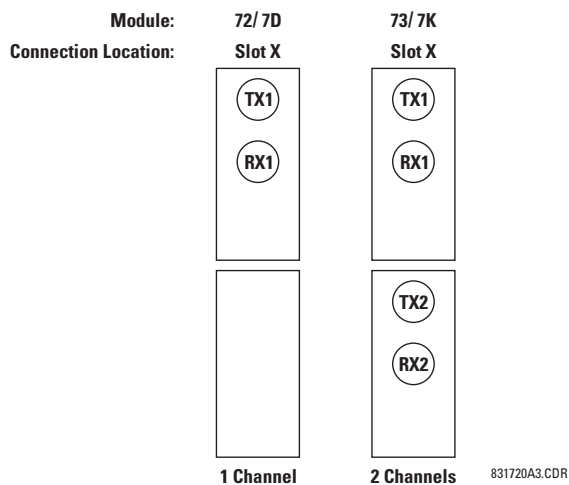 Module: 72/ 7D 73/ 7K
Connection Location: Slot X Slot X
TX1 TX1
RX1 RX1
TX2
RX2
1 Channel 2 Channels 831720A3.CDR